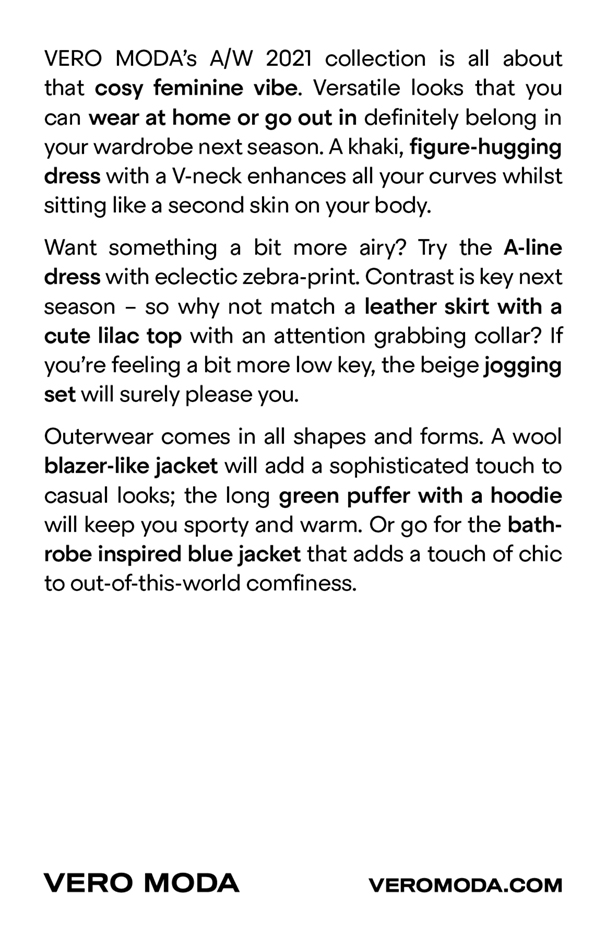 VERO MODA’s A/W 2021 collection is all about
that cosy feminine vibe. Versatile looks that you
can wear at home or go out in definitely belong in
your wardrobe next season. A khaki, figure-hugging
dress with a V-neck enhances all your curves whilst
sitting like a second skin on your body.
Want something a bit more airy? Try the A-line
dress with eclectic zebra-print. Contrast is key next
season – so why not match a leather skirt with a
cute lilac top with an attention grabbing collar? If
you’re feeling a bit more low key, the beige jogging
set will surely please you.
Outerwear comes in all shapes and forms. A wool
blazer-like jacket will add a sophisticated touch to
casual looks; the long green puffer with a hoodie
will keep you sporty and warm. Or go for the bath-
robe inspired blue jacket that adds a touch of chic
to out-of-this-world comfiness.
VERO MODA
VEROMODA.COM